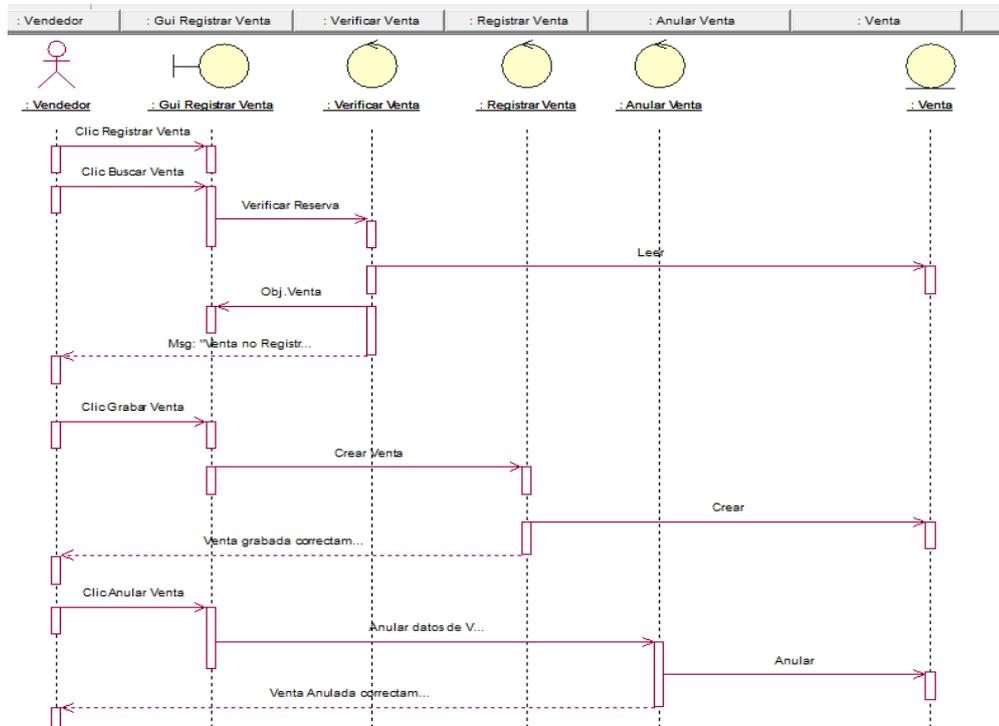 : Vendedor
: Gui Registrar Venta
: Verificar Venta
: Registrar Venta
: Anular Venta
: Venta
: Vendedor
: Gui Registrar Venta
: Verificar Venta
: Registrar Venta
: Anular Venta
: Venta
Clic Registrar Venta
Clic Buscar Venta
Verificar Reserva
Leer
Obj.Venta
Msg: "Venta no Registr...
Clic Grabar Venta
Crear Venta
Crear
Venta grabada correctam...
Clic Anular Venta
Anular datos de V...
Anular
Venta Anulada correctam...